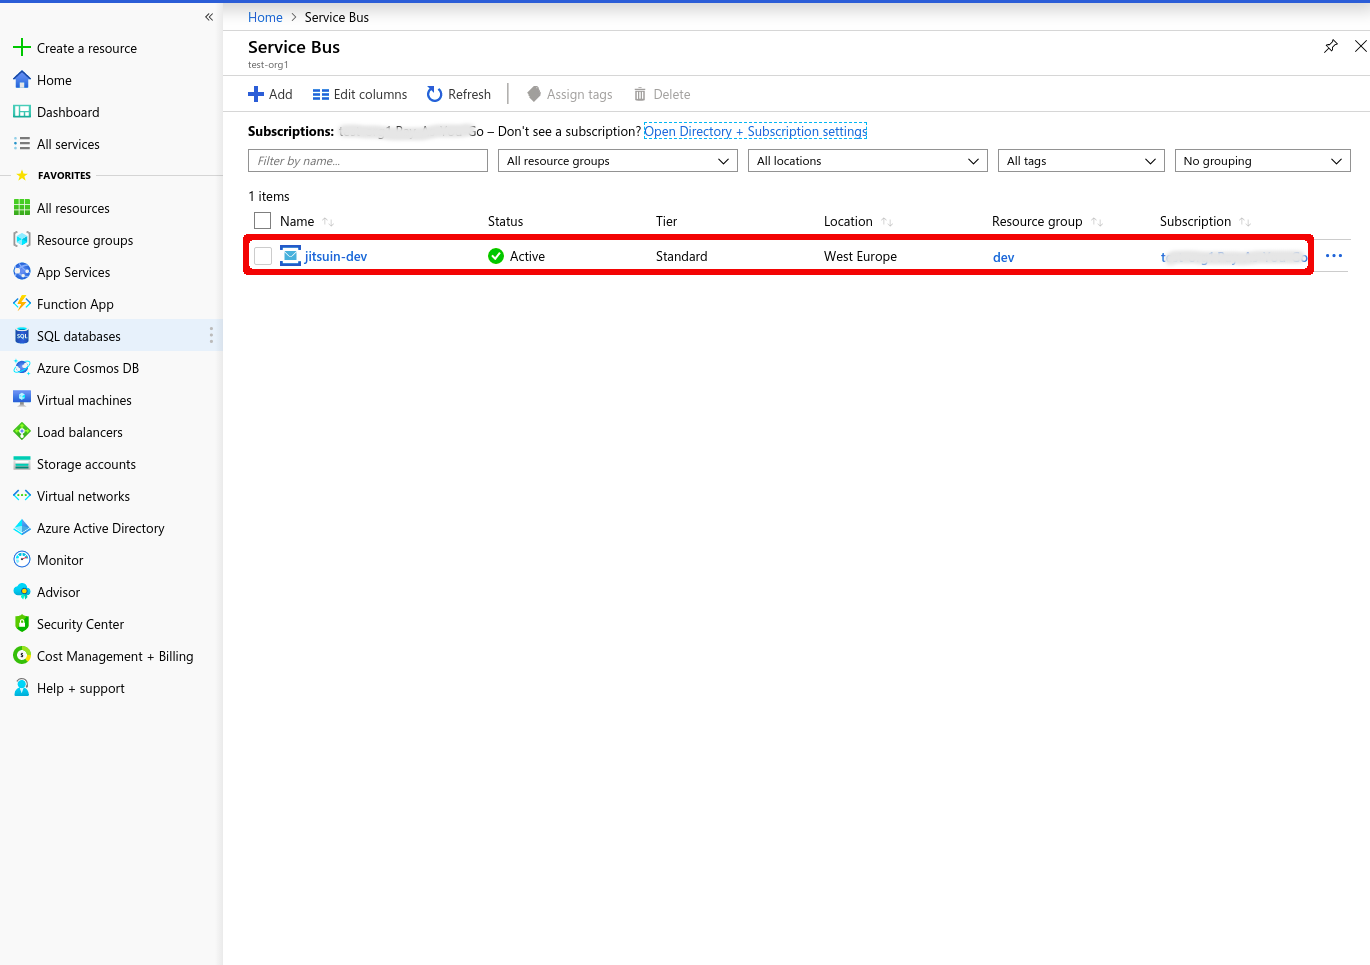 «
Home > Service Bus
Create a resource
Home
Dashboard
All services
FAVORITES
All resources
Resource groups
App Services
Function App
SQL databases
Azure Cosmos DB
Virtual machines
Load balancers
Storage accounts
Virtual networks
Azure Active Directory
Monitor
Advisor
Security Center
Cost Management + Billing
Help + support
Service Bus
test-org1
Add Edit columns Refresh Assign tags Delete
Subscriptions: – Don't see a subscription? Open Directory + Subscription settings
Filter by name... All resource groups All locations All tags No grouping
1 items
Name Status Tier Location Resource group Subscription
jitsuin-dev Active Standard West Europe dev